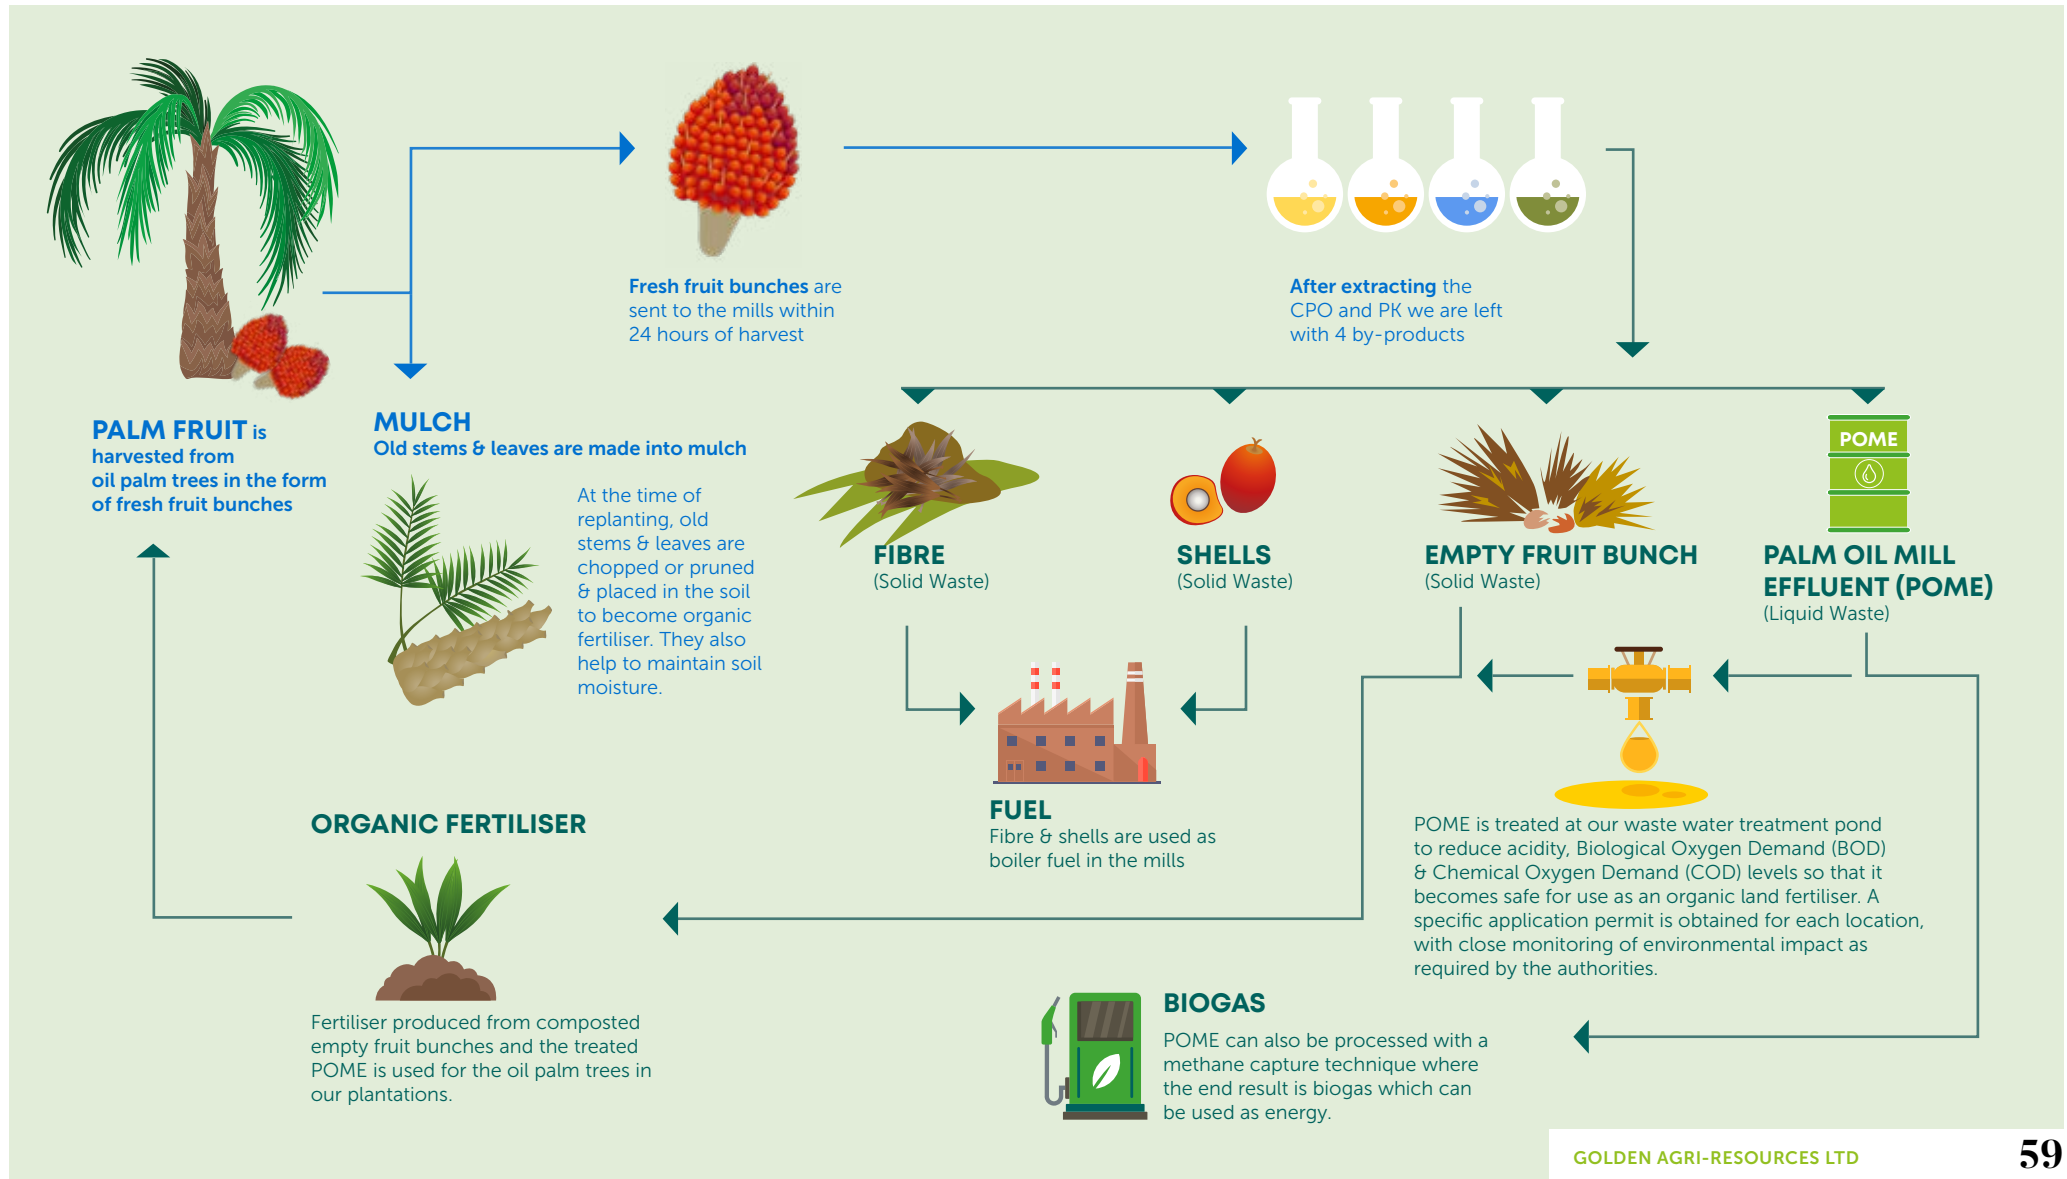 Fresh fruit bunches are
sent to the mills within
24 hours of harvest
After extracting the
CPO and PK we are left
with 4 by-products
PALM FRUIT is
harvested from
oil palm trees in the form
of fresh fruit bunches
MULCH
Old stems & leaves are made into mulch
At the time of
replanting, old
stems & leaves are
chopped or pruned
& placed in the soil
to become organic
fertiliser. They also
help to maintain soil
moisture.
FIBRE
(Solid Waste)
SHELLS
(Solid Waste)
EMPTY FRUIT BUNCH
(Solid Waste)
POME
PALM OIL MILL
EFFLUENT (POME)
(Liquid Waste)
FUEL
Fibre & shells are used as
boiler fuel in the mills
POME is treated at our waste water treatment pond
to reduce acidity, Biological Oxygen Demand (BOD)
& Chemical Oxygen Demand (COD) levels so that it
becomes safe for use as an organic land fertiliser. A
specific application permit is obtained for each location,
with close monitoring of environmental impact as
required by the authorities.
ORGANIC FERTILISER
Fertiliser produced from composted
empty fruit bunches and the treated
POME is used for the oil palm trees in
our plantations.
BIOGAS
POME can also be processed with a
methane capture technique where
the end result is biogas which can
be used as energy.
GOLDEN AGRI-RESOURCES LTD
59